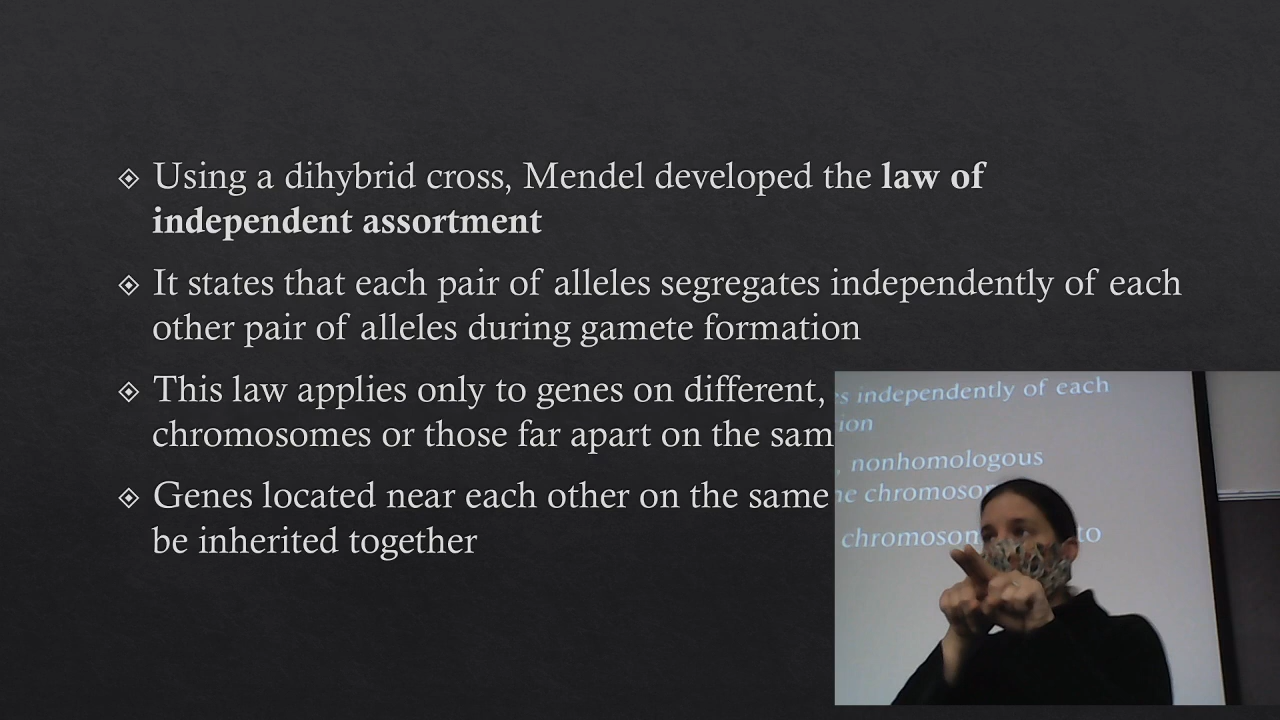 Using a dihybrid cross, Mendel developed the law of
independent assortment
It states that each pair of alleles segregates independently of each
other pair of alleles during gamete formation
This law applies only to genes on different,
chromosomes or those far apart on the sam
Genes located near each other on the same
be inherited together
s independently of each
ion
, nonhomologous
he chromosom
chromosom to